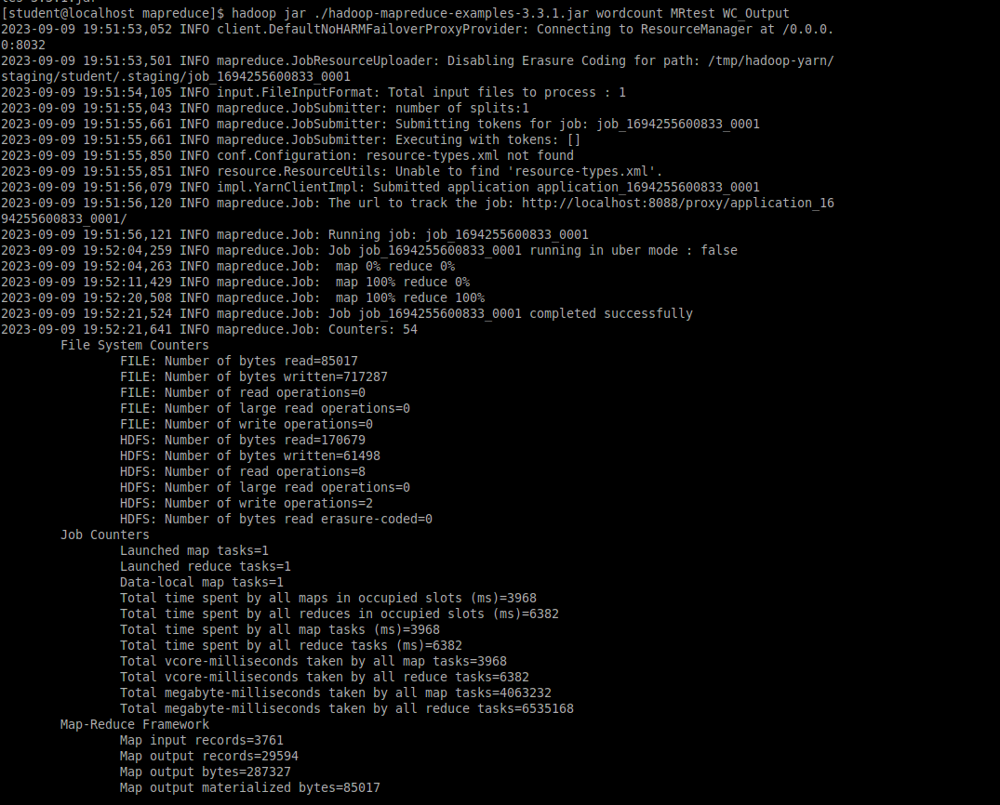 [student@localhost mapreduce]$ hadoop jar ./hadoop-mapreduce-examples-3.3.1.jar wordcount MRtest WC_Output
2023-09-09 19:51:53,052 INFO client.DefaultNoHARMFailoverProxyProvider: Connecting to ResourceManager at /0.0.0.
0:8032
2023-09-09 19:51:53,501 INFO mapreduce.JobResourceUploader: Disabling Erasure Coding for path: /tmp/hadoop-yarn/
staging/student/.staging/job_1694255600833_0001
2023-09-09 19:51:54,105 INFO input.FileInputFormat: Total input files to process : 1
2023-09-09 19:51:55,043 INFO mapreduce.JobSubmitter: number of splits:1
2023-09-09 19:51:55,661 INFO mapreduce.JobSubmitter: Submitting tokens for job: job_1694255600833_0001
2023-09-09 19:51:55,661 INFO mapreduce.JobSubmitter: Executing with tokens: []
2023-09-09 19:51:55,850 INFO conf.Configuration: resource-types.xml not found
2023-09-09 19:51:55,851 INFO resource.ResourceUtils: Unable to find 'resource-types.xml'.
2023-09-09 19:51:56,079 INFO impl.YarnClientImpl: Submitted application application_1694255600833_0001
2023-09-09 19:51:56,120 INFO mapreduce.Job: The url to track the job: http://localhost:8088/proxy/application_16
94255600833_0001/
2023-09-09 19:51:56,121 INFO mapreduce.Job: Running job: job_1694255600833_0001
2023-09-09 19:52:04,259 INFO mapreduce.Job: Job job_1694255600833_0001 running in uber mode : false
2023-09-09 19:52:04,263 INFO mapreduce.Job:  map 0% reduce 0%
2023-09-09 19:52:11,429 INFO mapreduce.Job:  map 100% reduce 0%
2023-09-09 19:52:20,508 INFO mapreduce.Job:  map 100% reduce 100%
2023-09-09 19:52:21,524 INFO mapreduce.Job: Job job_1694255600833_0001 completed successfully
2023-09-09 19:52:21,641 INFO mapreduce.Job: Counters: 54
File System Counters
FILE: Number of bytes read=85017
FILE: Number of bytes written=717287
FILE: Number of read operations=0
FILE: Number of large read operations=0
FILE: Number of write operations=0
HDFS: Number of bytes read=170679
HDFS: Number of bytes written=61498
HDFS: Number of read operations=8
HDFS: Number of large read operations=0
HDFS: Number of write operations=2
HDFS: Number of bytes read erasure-coded=0
Job Counters
Launched map tasks=1
Launched reduce tasks=1
Data-local map tasks=1
Total time spent by all maps in occupied slots (ms)=3968
Total time spent by all reduces in occupied slots (ms)=6382
Total time spent by all map tasks (ms)=3968
Total time spent by all reduce tasks (ms)=6382
Total vcore-milliseconds taken by all map tasks=3968
Total vcore-milliseconds taken by all reduce tasks=6382
Total megabyte-milliseconds taken by all map tasks=4063232
Total megabyte-milliseconds taken by all reduce tasks=6535168
Map-Reduce Framework
Map input records=3761
Map output records=29594
Map output bytes=287327
Map output materialized bytes=85017